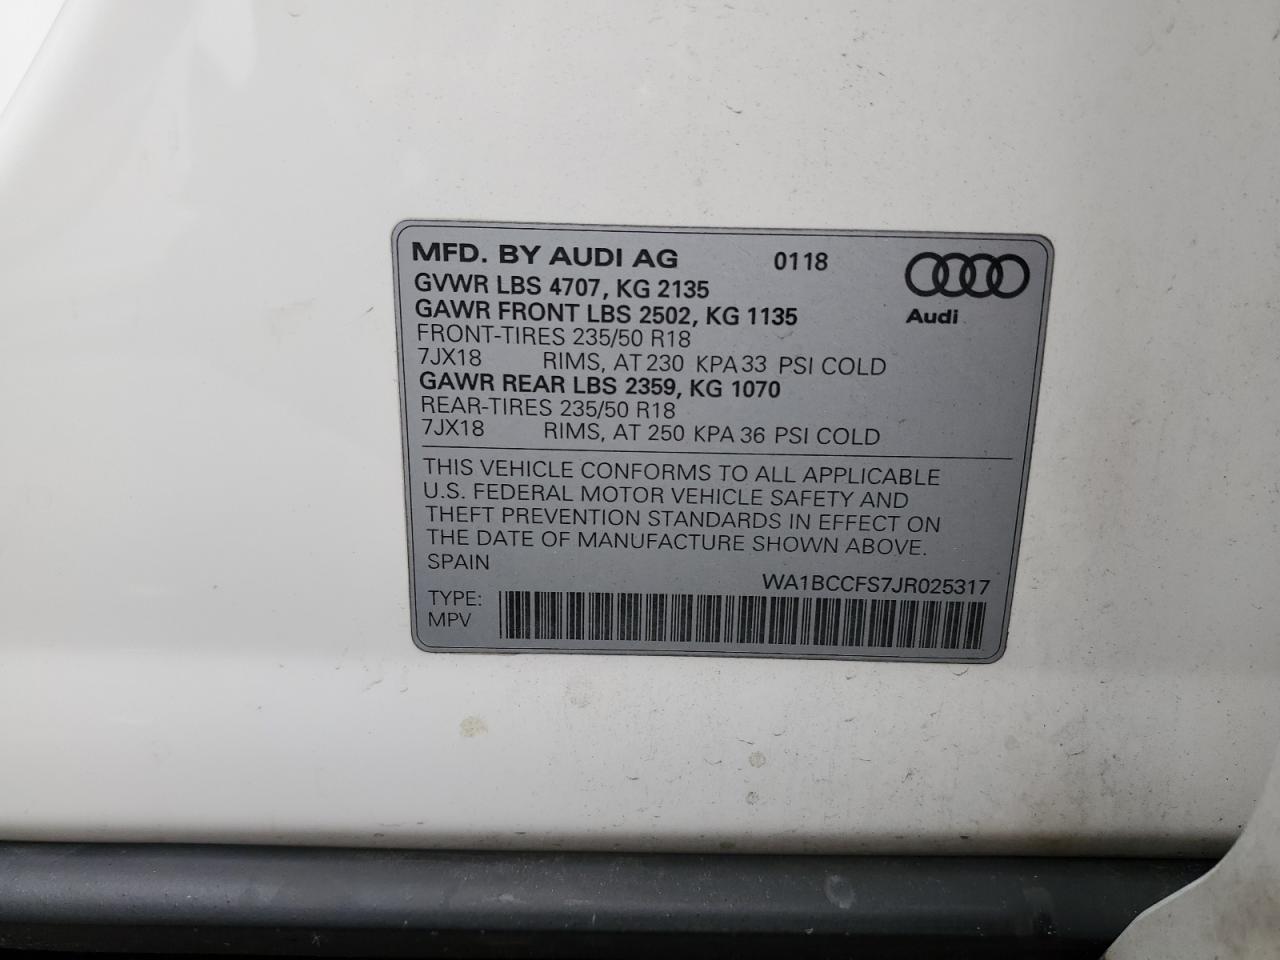 MFD. BY AUDI AG 0118
GVWR LBS 4707, KG 2135
GAWR FRONT LBS 2502, KG 1135
Audi
FRONT-TIRES 235/50 R18
7JX18 RIMS, AT 230 KPA 33 PSI COLD
GAWR REAR LBS 2359, KG 1070
REAR-TIRES 235/50 R18
7JX18 RIMS, AT 250 KPA 36 PSI COLD
THIS VEHICLE CONFORMS TO ALL APPLICABLE
U.S. FEDERAL MOTOR VEHICLE SAFETY AND
THEFT PREVENTION STANDARDS IN EFFECT ON
THE DATE OF MANUFACTURE SHOWN ABOVE.
SPAIN
WA1BCCFS7JR025317
TYPE:
MPV